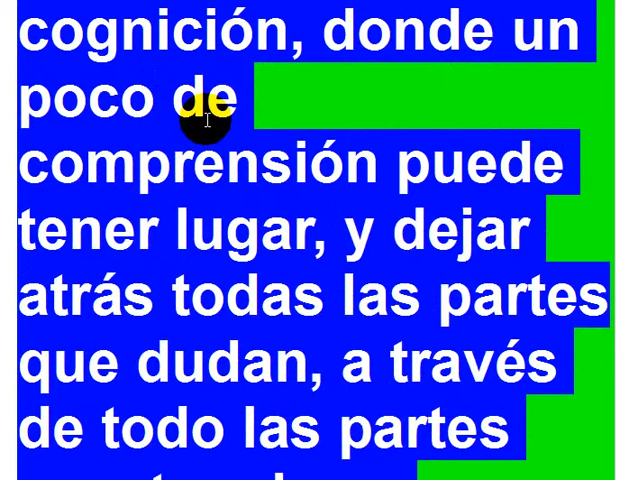 cognición, donde un
poco de
comprensión puede
tener lugar, y dejar
atrás todas las partes
que dudan, a través
de todo las partes